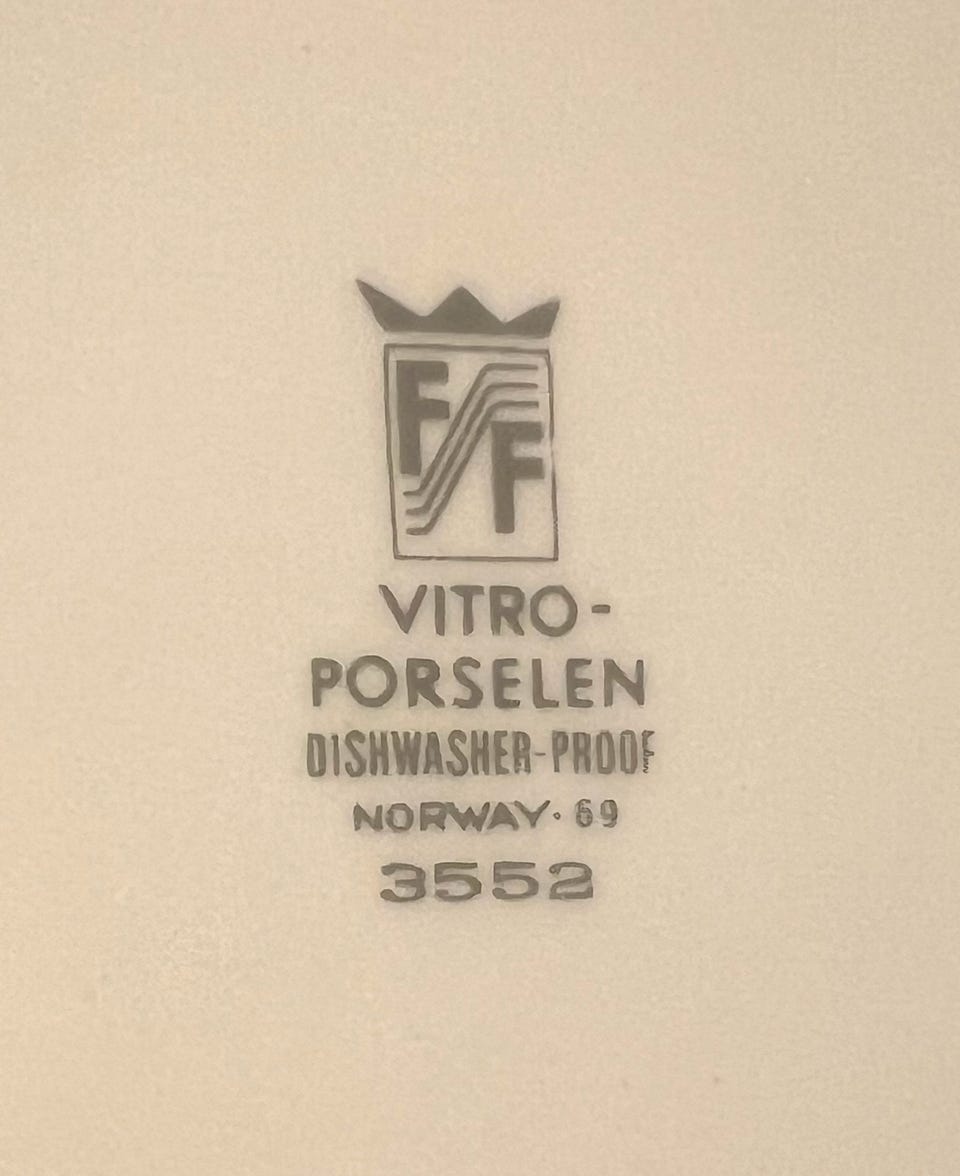 F F
VITRO-
PORSELEN
DISHWASHER-PROOF
NORWAY · 69
3552